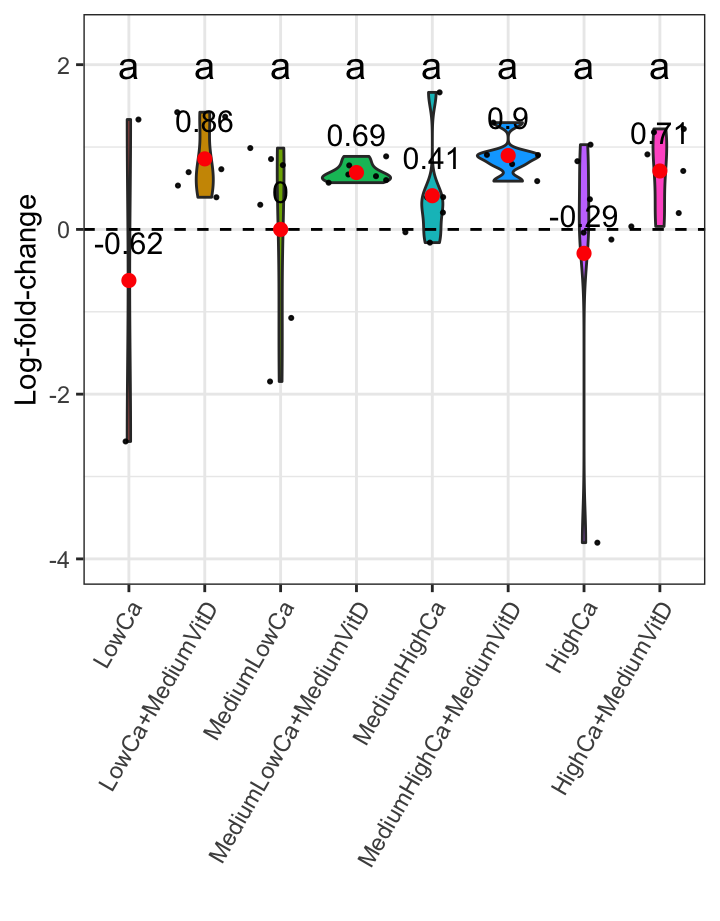 2
a a a a a a a a
0.86
0.9
0.71
0.69
0.41
0
-0.29
-0.62
0
-2
-4
Log-fold-change
LowCa
LowCa+MediumVitD
MediumLowCa
MediumLowCa+MediumVitD
MediumHighCa
MediumHighCa+MediumVitD
HighCa
HighCa+MediumVitD